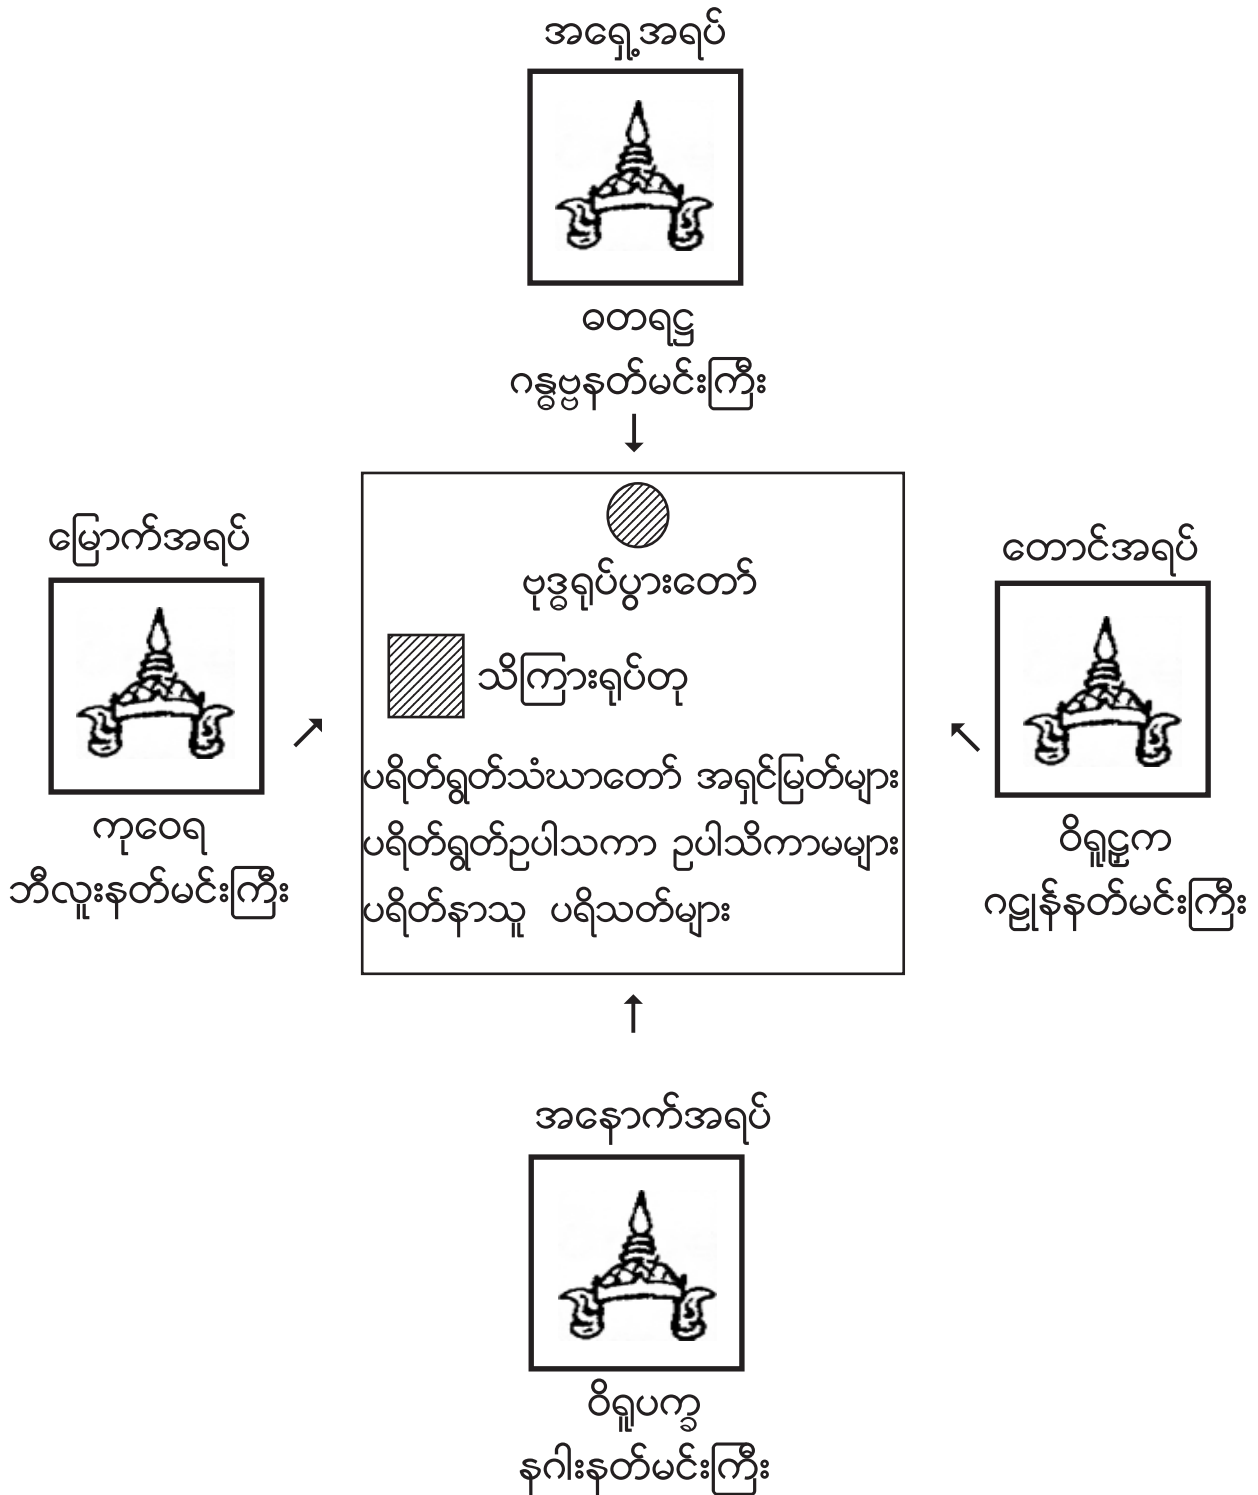 အရှေ့အရပ်
ဓတရဋ္ဌ
ဂန္ဓဗ္ဗနတ်မင်းကြီး
မြောက်အရပ်
ကုဝေရ
ဘီလူးနတ်မင်းကြီး
ဗုဒ္ဓရုပ်ပွားတော်
သိကြားရုပ်တု
ပရိတ်ရွတ်သံဃာတော် အရှင်မြတ်များ
ပရိတ်ရွတ်ဥပါသကာ ဥပါသိကာမများ
ပရိတ်နာသူ ပရိသတ်များ
တောင်အရပ်
ဝိရူဠှက
ဂဠုန်နတ်မင်းကြီး
အနောက်အရပ်
ဝိရူပက္ခ
နဂါးနတ်မင်းကြီး